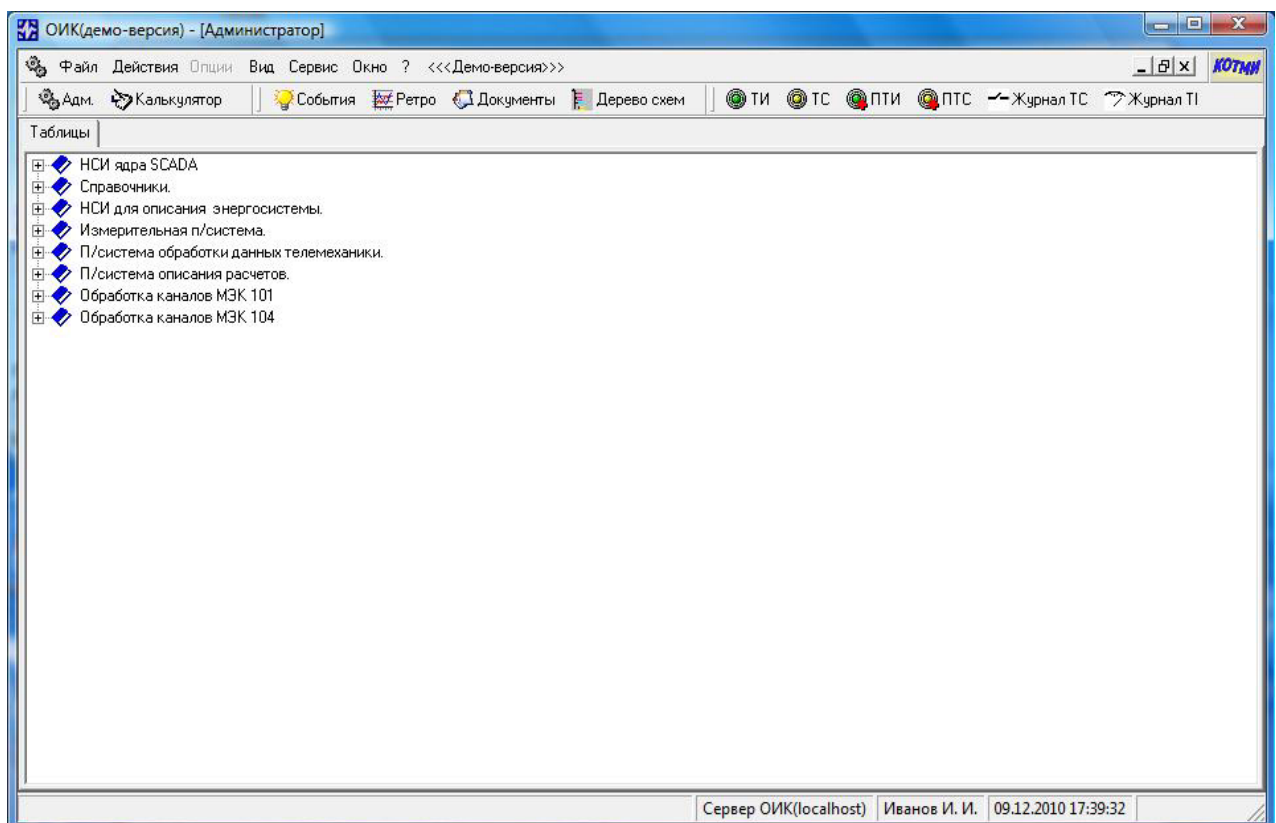 ОИК(демо-версия) - [Администратор]
Файл Действия Опции Вид Сервис Окно ? <<<Демо-версия>>> КОТМИ
Адм. Калькулятор События Ретро Документы Дерево схем ТИ ТС ПТИ ПТС Журнал ТС Журнал ТI
Таблицы
НСИ ядра SCADA
Справочники.
НСИ для описания энергосистемы.
Измерительная п/система.
П/система обработки данных телемеханики.
П/система описания расчетов.
Обработка каналов МЭК 101
Обработка каналов МЭК 104
Сервер ОИК(localhost) Иванов И. И. 09.12.2010 17:39:32